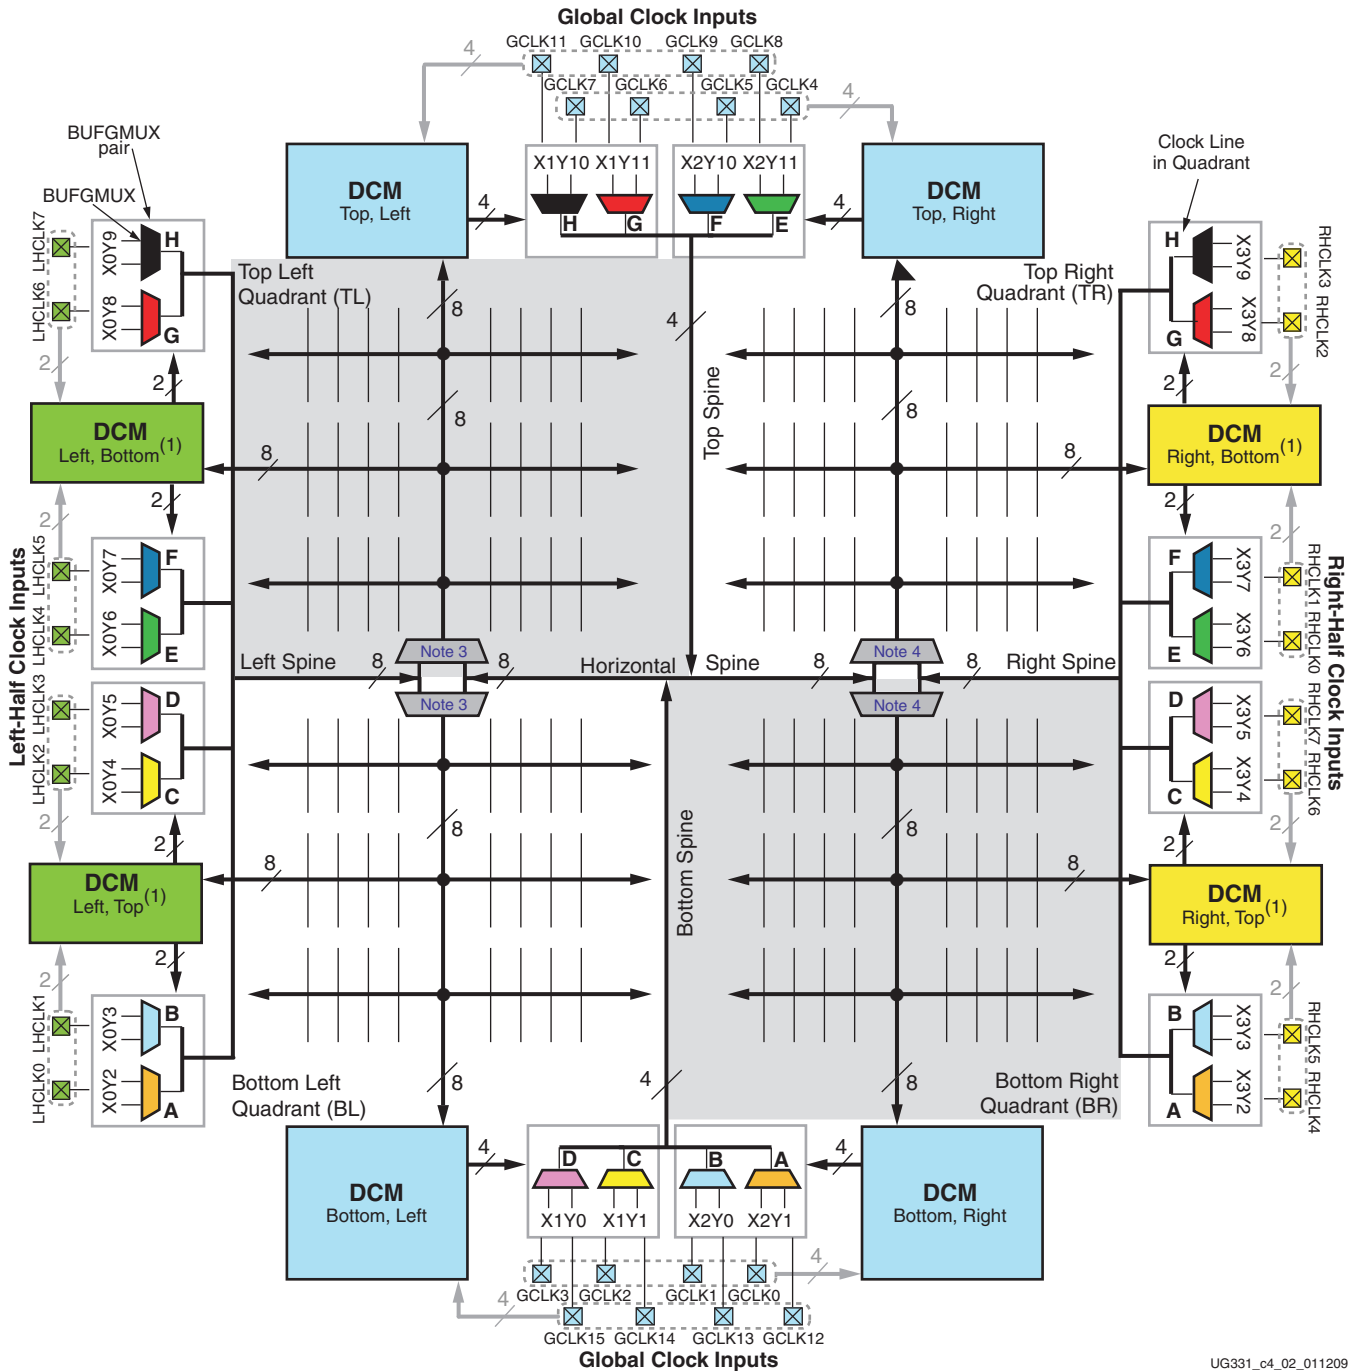 Global Clock Inputs
GCLK11 GCLK10 GCLK9 GCLK8
4
GCLK7 GCLK6 GCLK5 GCLK4
4
BUFGMUX
pair
BUFGMUX
DCM
Top, Left
4
X1Y10 X1Y11
H G
X2Y10 X2Y11
F E
4
DCM
Top, Right
Clock Line
in Quadrant
LHCLK7
LHCLK6
X0Y9
X0Y8
H
G
2
2
Top Left
Quadrant (TL)
8
8
4
Top Spine
Top Right
Quadrant (TR)
8
8
H
G
X3Y9
X3Y8
RHCLK3
RHCLK2
2
2
DCM
Left, Bottom(1)
8
8
DCM
Right, Bottom(1)
2
2
2
2
Left-Half Clock Inputs
LHCLK5
LHCLK4
X0Y7
X0Y6
F
E
F
E
X3Y7
X3Y6
RHCLK1
RHCLK0
Right-Half Clock Inputs
Note 3
Note 4
Left Spine 8 8 Horizontal Spine 8 8 Right Spine
Note 3
Note 4
LHCLK3
LHCLK2
X0Y5
X0Y4
D
C
D
C
X3Y5
X3Y4
RHCLK7
RHCLK6
2
2
8
8
2
2
DCM
Left, Top(1)
8
Bottom Spine
8
DCM
Right, Top(1)
2
2
2
2
LHCLK1
LHCLK0
X0Y3
X0Y2
B
A
B
A
X3Y3
X3Y2
RHCLK5
RHCLK4
Bottom Left
Quadrant (BL)
8
4
8
Bottom Right
Quadrant (BR)
DCM
Bottom, Left
4
D C
X1Y0 X1Y1
B A
X2Y0 X2Y1
4
DCM
Bottom, Right
4
GCLK3 GCLK2 GCLK1 GCLK0
4
GCLK15 GCLK14 GCLK13 GCLK12
Global Clock Inputs
UG331_c4_02_011209